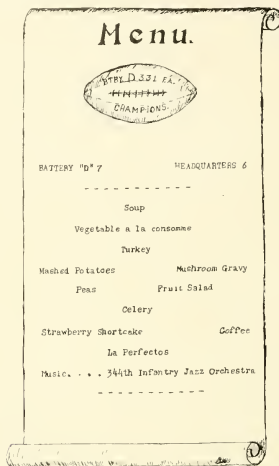 Menu.
BTRY D 331 F.A.
CHAMPIONS.
BATTERY "D" 7 HEADQUARTERS 6
Soup
Vegetable a la consomme
Turkey
Mashed Potatoes Mushroom Gravy
Peas Fruit Salad
Celery
Strawberry Shortcake Coffee
La Perfectos
Music. . . . 344th Infantry Jazz Orchestra